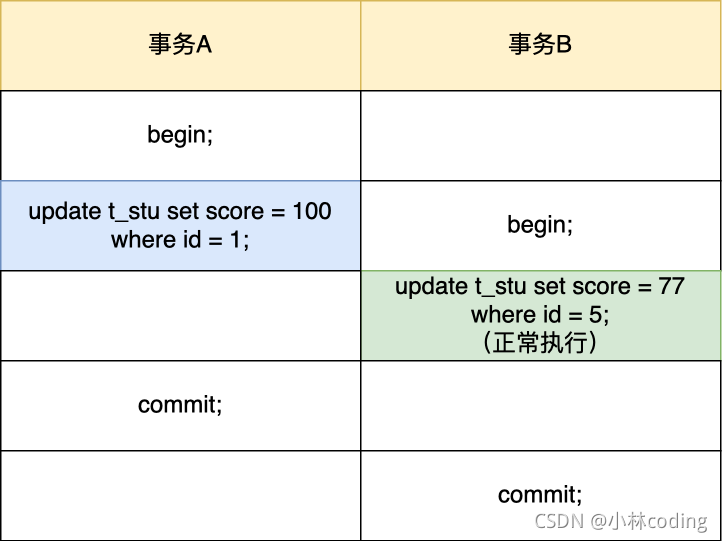 事务A
事务B
begin;
update t_stu set score = 100
where id = 1;
begin;
update t_stu set score = 77
where id = 5;
（正常执行）
commit;
commit;
CSDN @小林coding